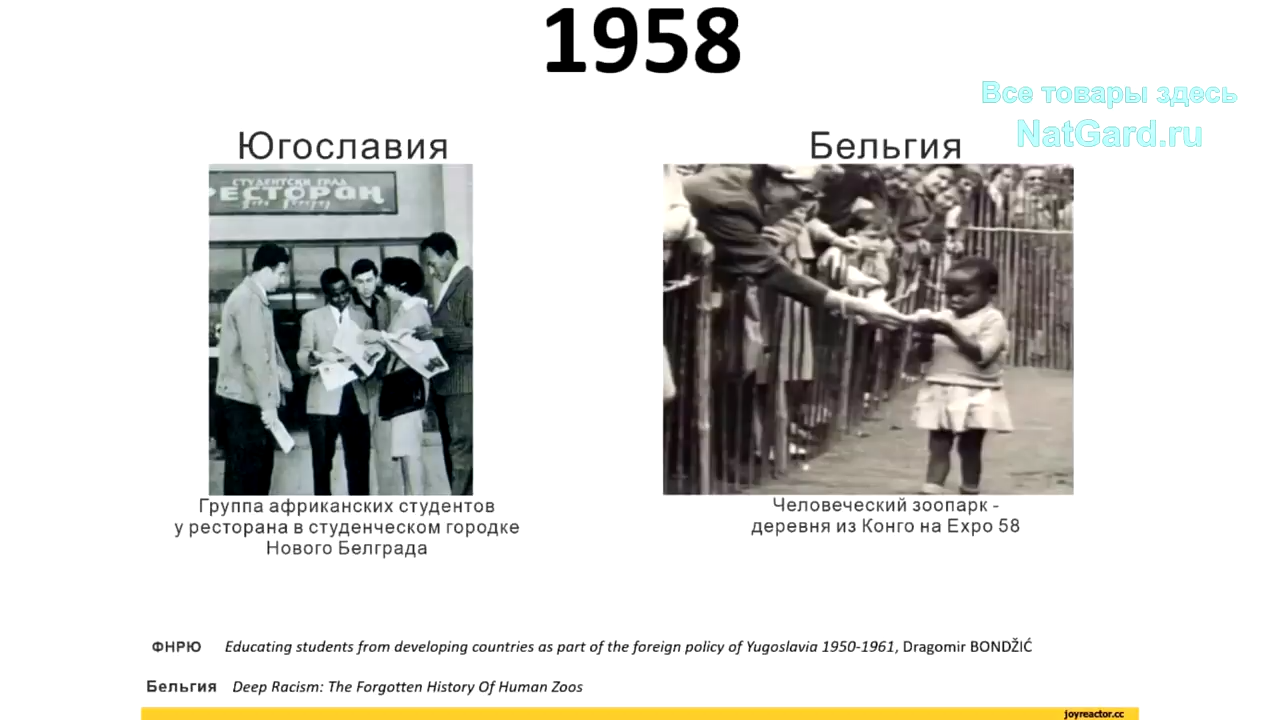 1958
Все товары здесь
NatGard.ru
Югославия
Бельгия
СТУДЕНТСКИ ГРАД
РЕСТОРАН
Группа африканских студентов
у ресторана в студенческом городке
Нового Белграда
Человеческий зоопарк -
деревня из Конго на Expo 58
ФНРЮ Educating students from developing countries as part of the foreign policy of Yugoslavia 1950-1961, Dragomir BONDŽIĆ
Бельгия Deep Racism: The Forgotten History Of Human Zoos
joyreactor.cc